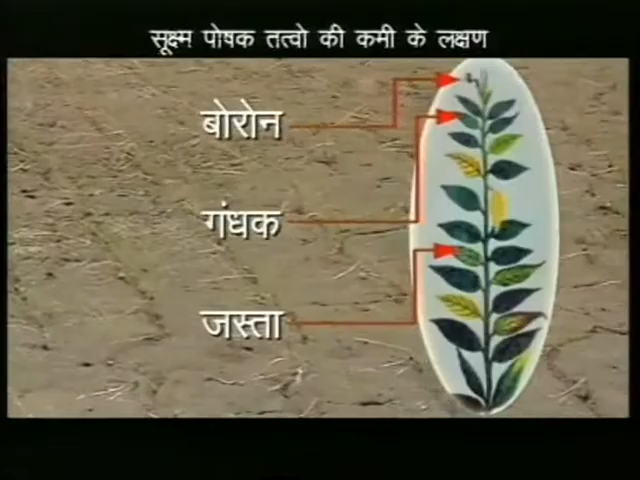 सूक्ष्म पोषक तत्वो की कमी के लक्षण
बोरोन
गंधक
जस्ता